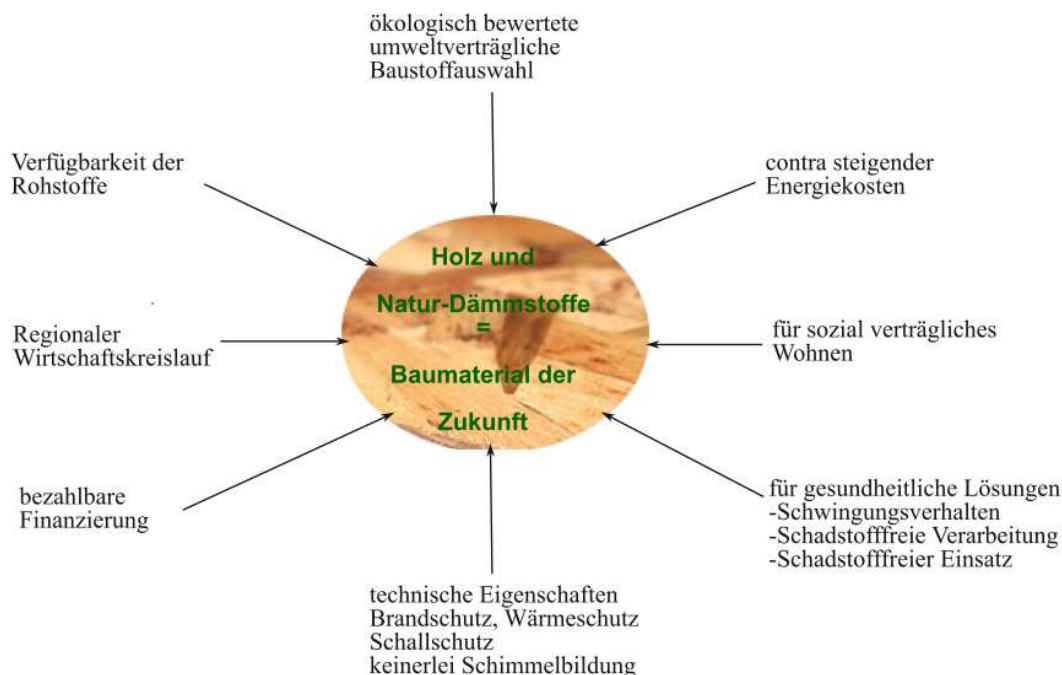 ökologisch bewertete
umweltverträgliche
Baustoffauswahl
Verfügbarkeit der
Rohstoffe
contra steigender
Energiekosten
Holz und
Natur-Dämmstoffe
=
Baumaterial der
Zukunft
Regionaler
Wirtschaftskreislauf
für sozial verträgliches
Wohnen
bezahlbare
Finanzierung
für gesundheitliche Lösungen
-Schwingungsverhalten
-Schadstofffreie Verarbeitung
-Schadstofffreier Einsatz
technische Eigenschaften
Brandschutz, Wärmeschutz
Schallschutz
keinerlei Schimmelbildung